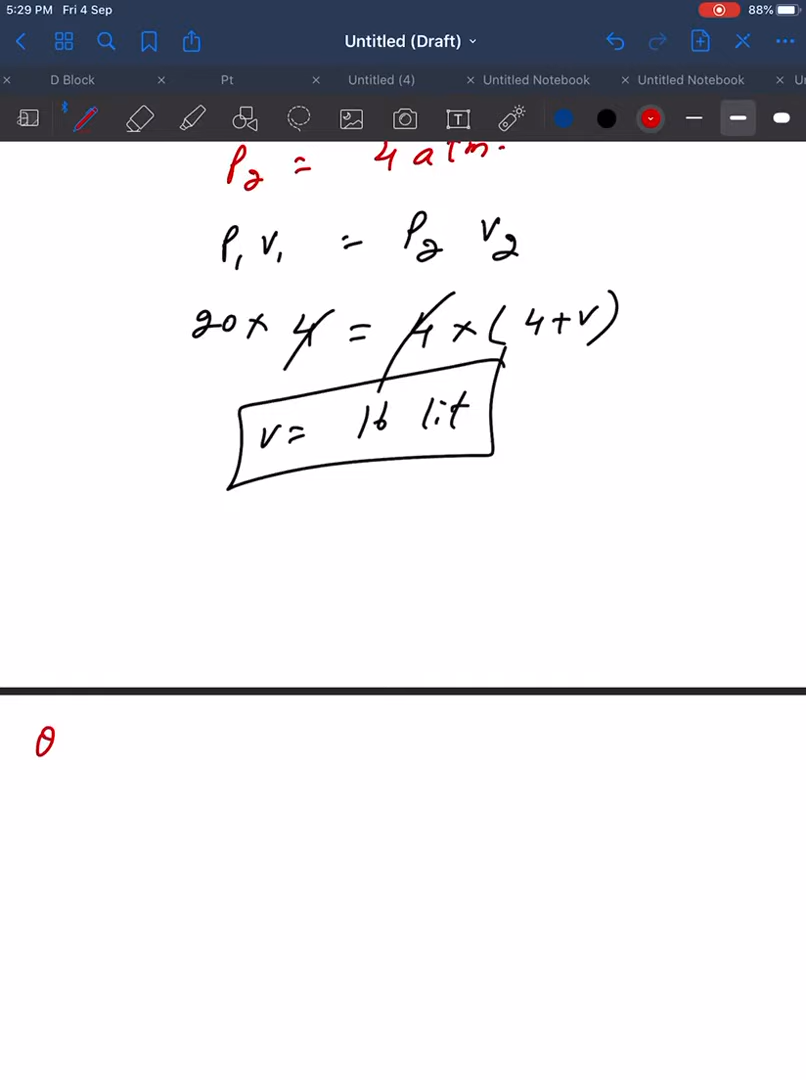 5:29 PM Fri 4 Sep 88%
Untitled (Draft)
D Block Pt Untitled (4) Untitled Notebook Untitled Notebook Un
T
P₂ = 4 atm.
P₁ V₁ = P₂ V₂
20 × 4 = 4 × (4+V)
V = 16 lit
θ